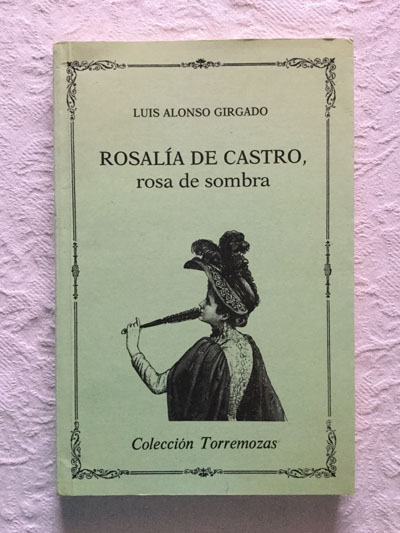 LUIS ALONSO GIRGADO
ROSALÍA DE CASTRO,
rosa de sombra
Colección Torremozas